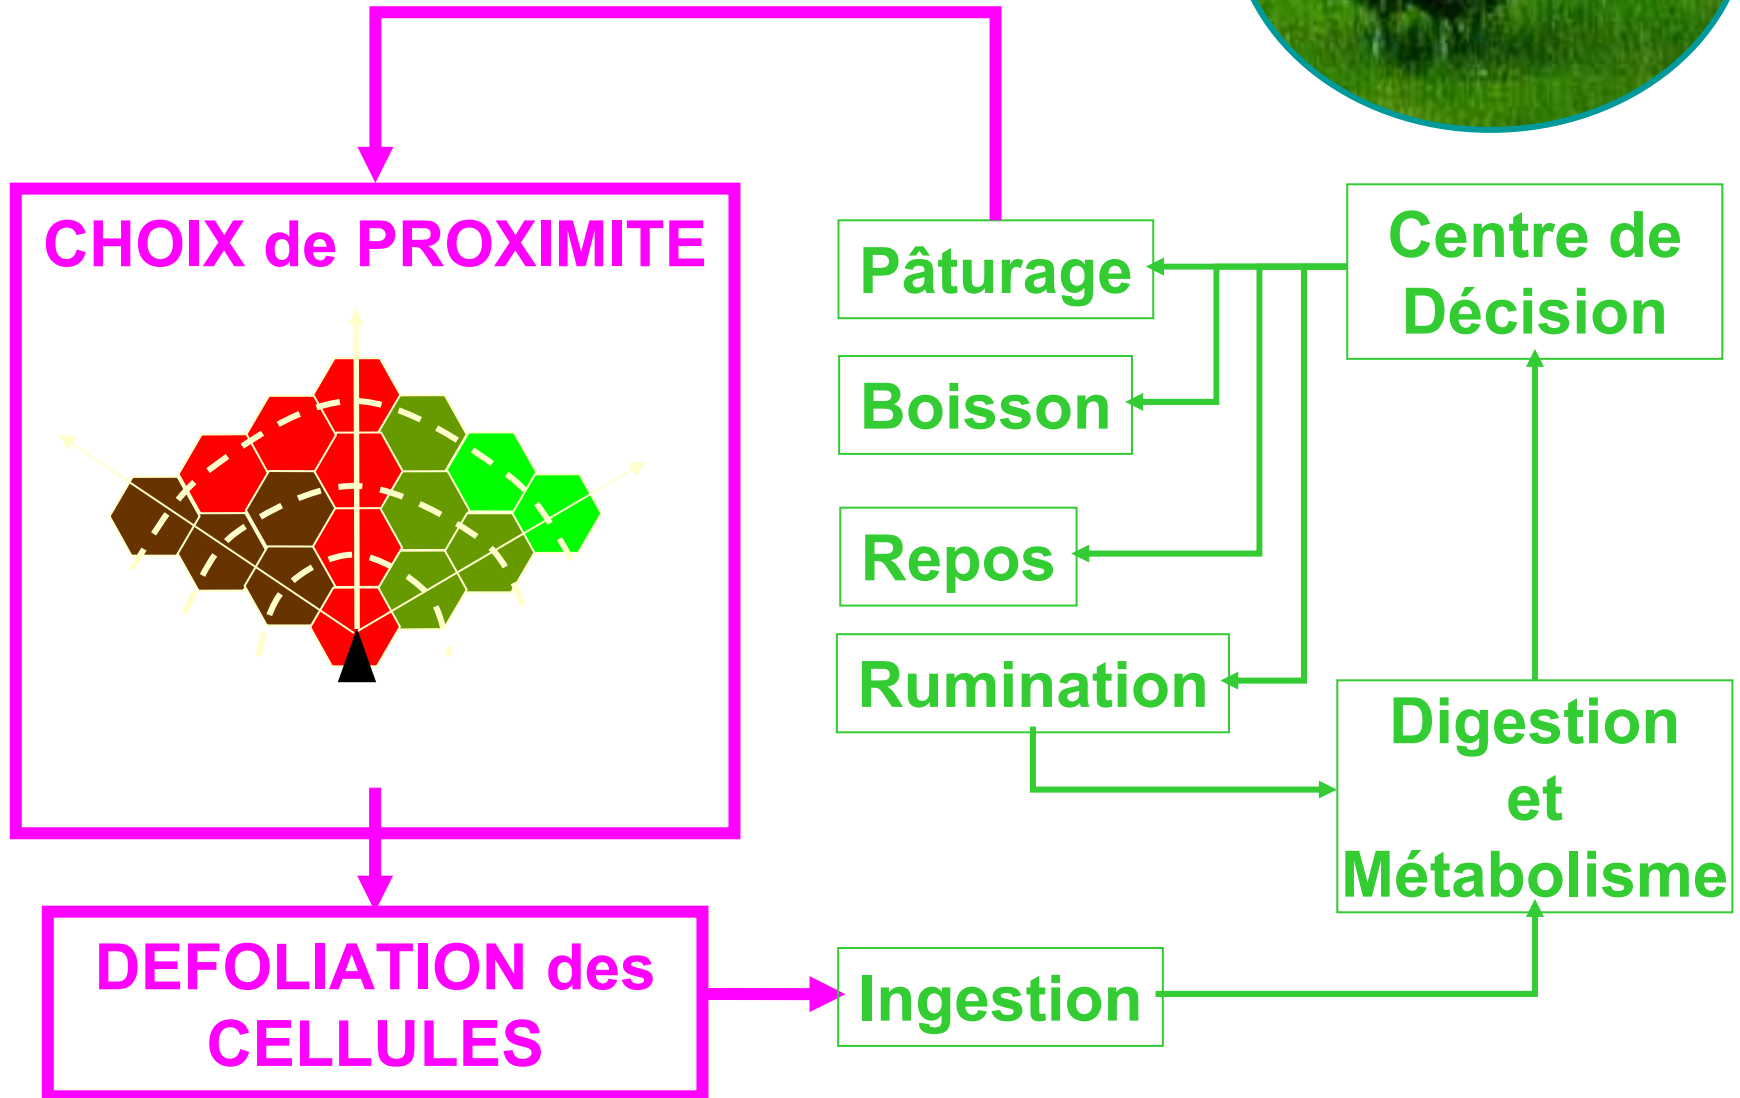 CHOIX de PROXIMITE
Pâturage
Boisson
Repos
Rumination
Centre de
Décision
Digestion
et
Métabolisme
DEFOLIATION des
CELLULES
Ingestion